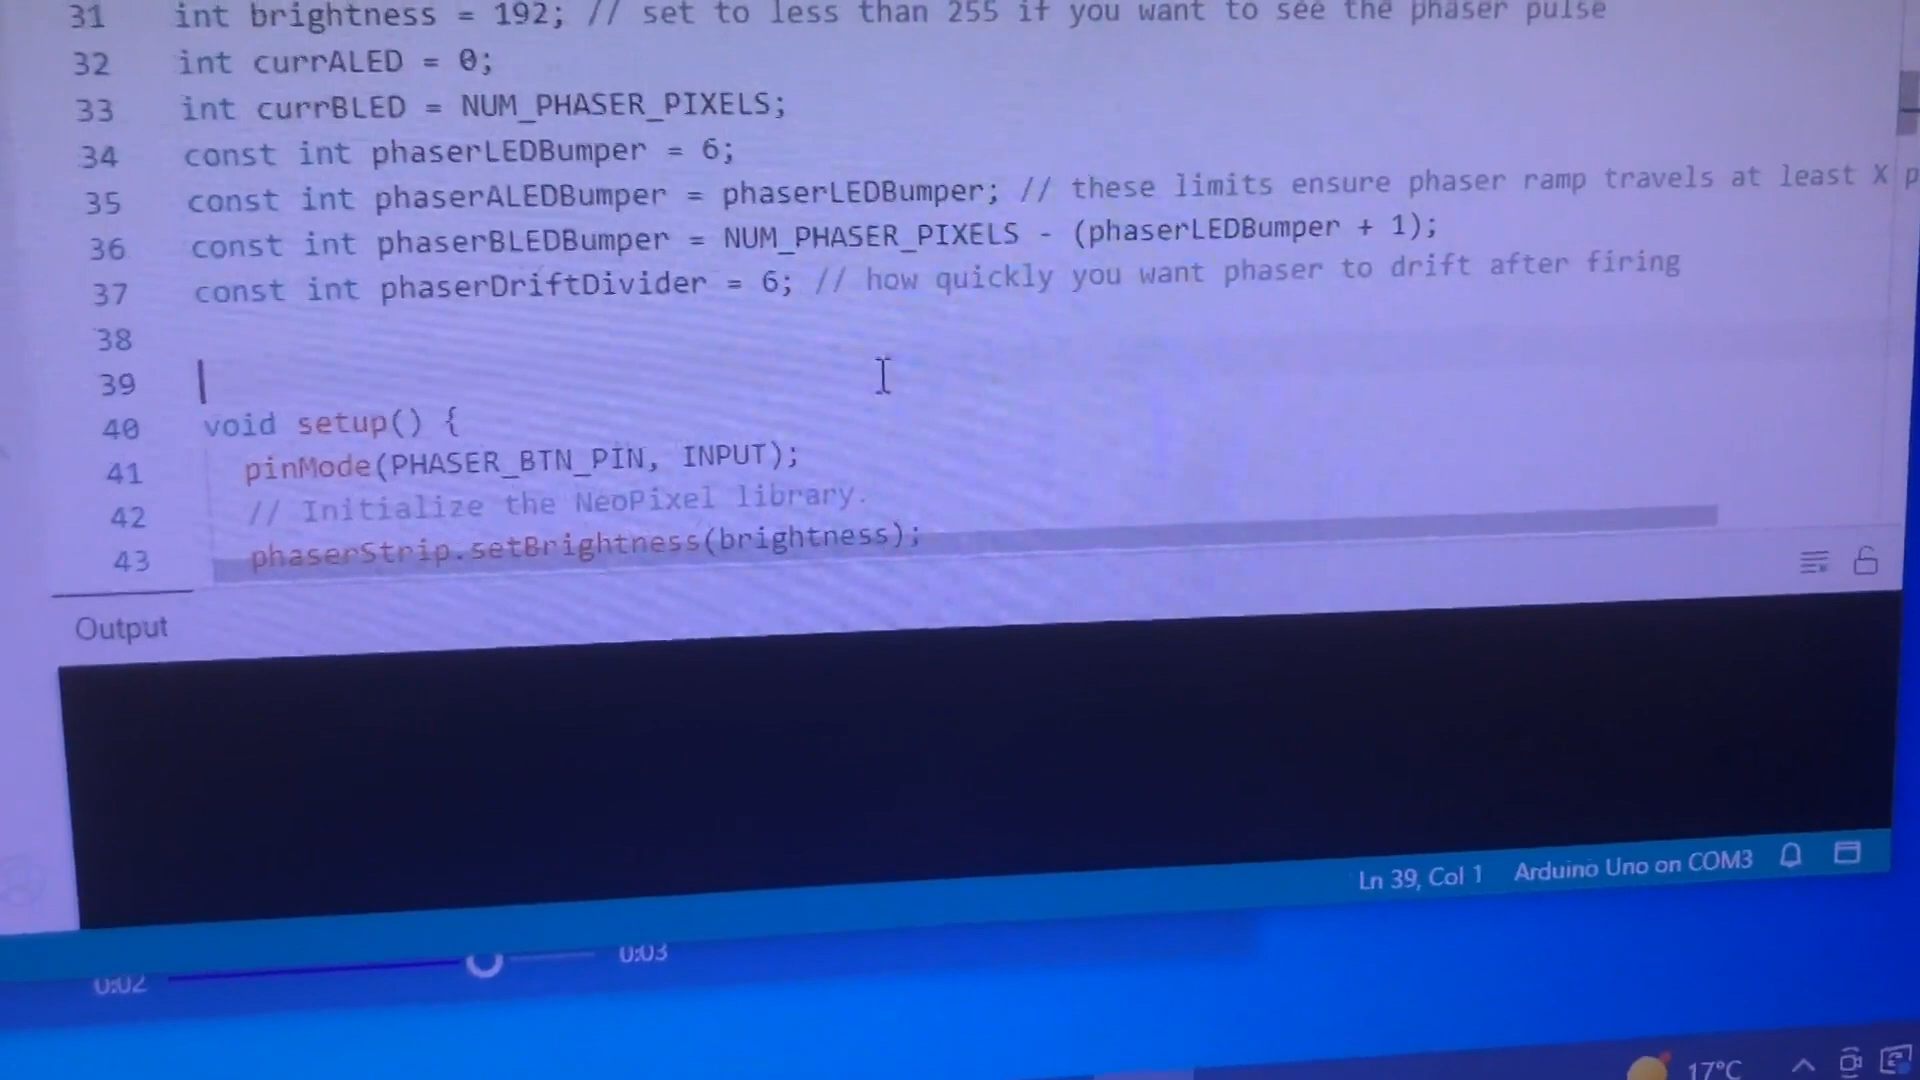 31 int brightness = 192; // set to less than 255 if you want to see the phaser pulse
32 int currALED = 0;
33 int currBLED = NUM_PHASER_PIXELS;
34 const int phaserLEDBumper = 6;
35 const int phaserALEDBumper = phaserLEDBumper; // these limits ensure phaser ramp travels at least X p
36 const int phaserBLEDBumper = NUM_PHASER_PIXELS - (phaserLEDBumper + 1);
37 const int phaserDriftDivider = 6; // how quickly you want phaser to drift after firing
38
39
40 void setup() {
41 pinMode(PHASER_BTN_PIN, INPUT);
42 // Initialize the NeoPixel library.
43 phaserStrip.setBrightness(brightness);
Output
Ln 39, Col 1 Arduino Uno on COM3
0:02 0:03
17°C